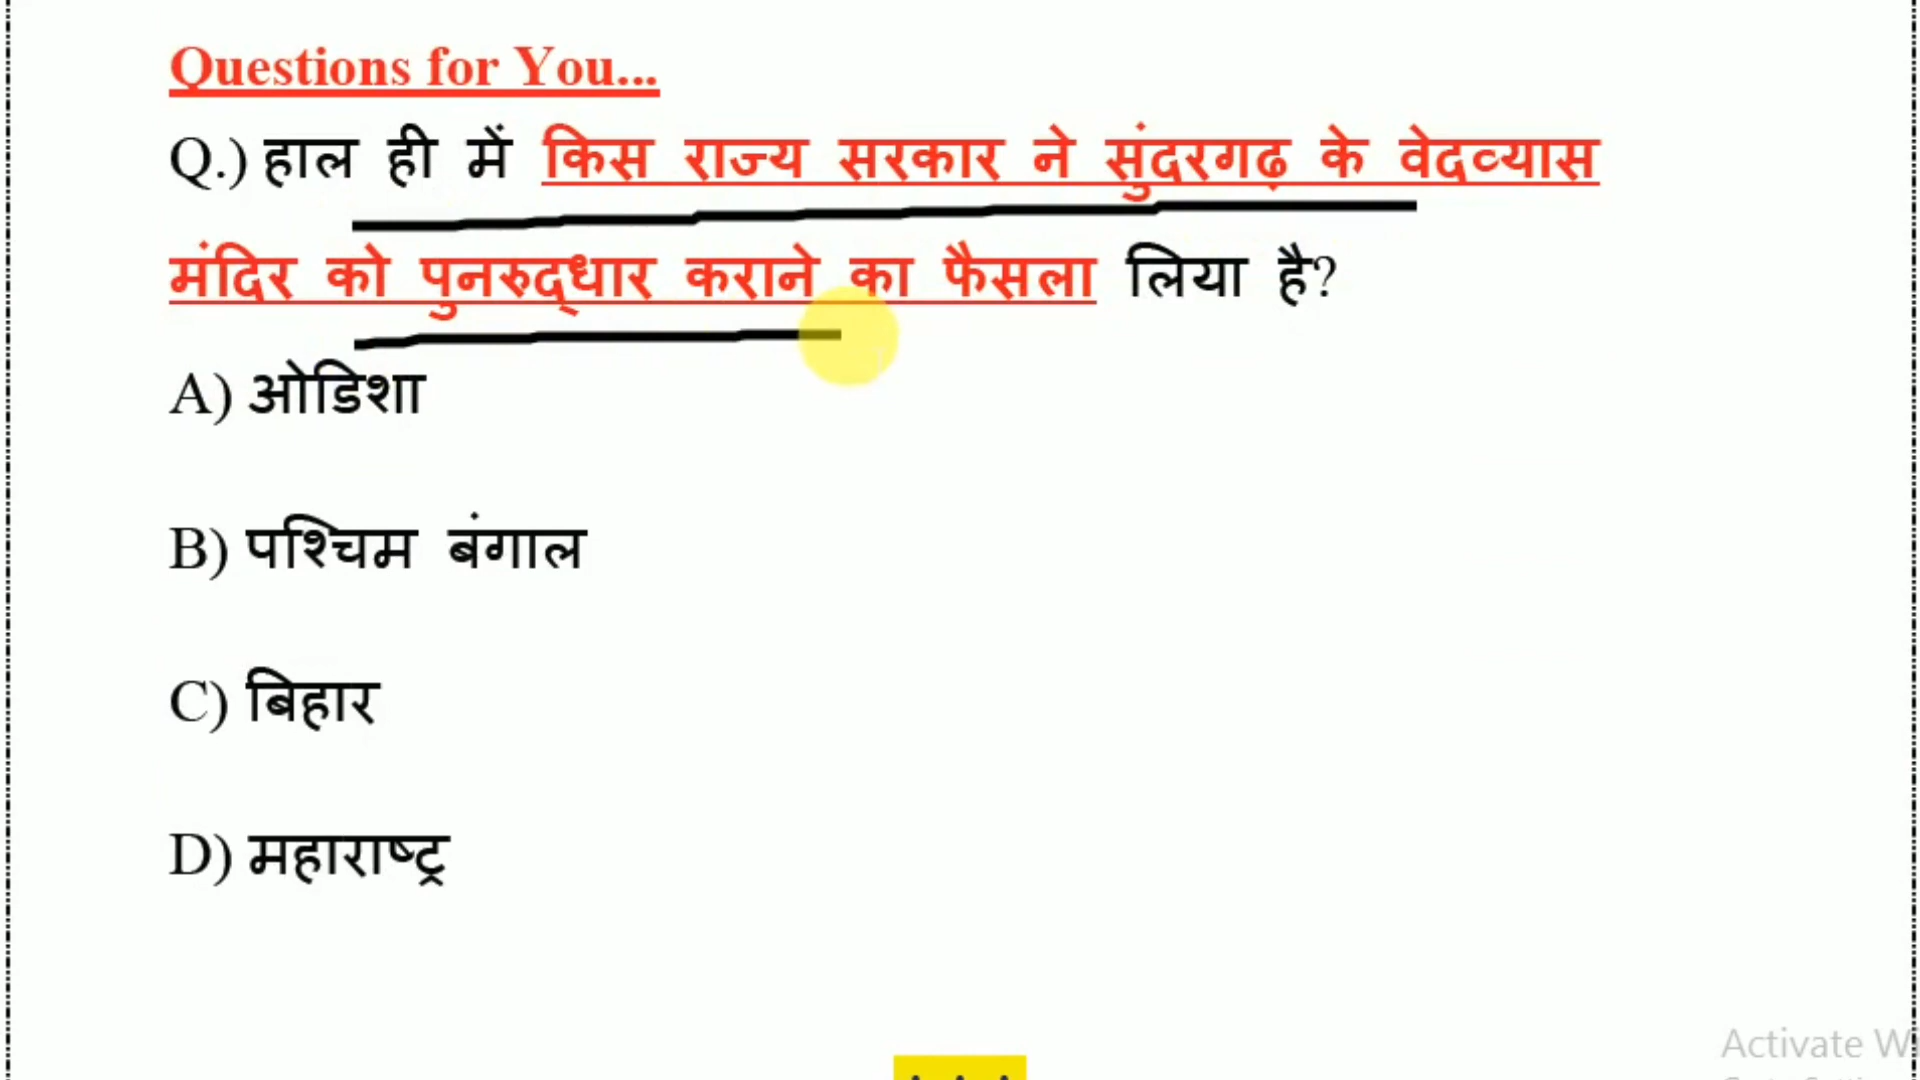 Questions for You...
Q.) हाल ही में किस राज्य सरकार ने सुंदरगढ़ के वेदव्यास
मंदिर को पुनरुद्धार कराने का फैसला लिया है?
A) ओडिशा
B) पश्चिम बंगाल
C) बिहार
D) महाराष्ट्र
Activate